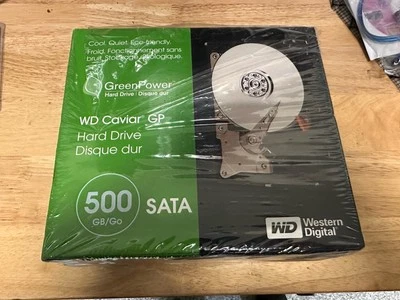 Cool. Quiet. Eco-friendly.
Froid. Fonctionnement sans
bruit. Stockage écologique.
GreenPower
Hard Drive | Disque dur
WD Caviar GP
Hard Drive
Disque dur
500
GB/Go
SATA
WD
Western
Digital